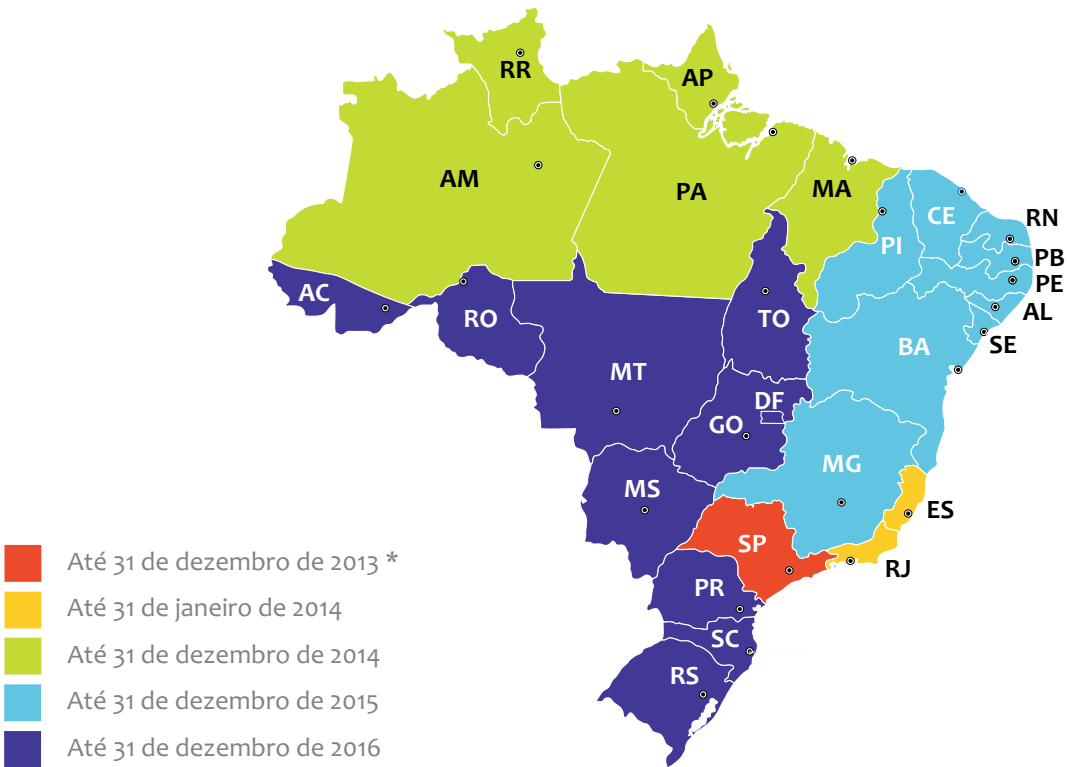 RR
AP
AM
PA
MA
CE
RN
PI
PB
PE
AC
AL
RO
TO
SE
BA
MT
DF
GO
MG
MS
ES
SP
RJ
PR
SC
RS
Até 31 de dezembro de 2013 *
Até 31 de janeiro de 2014
Até 31 de dezembro de 2014
Até 31 de dezembro de 2015
Até 31 de dezembro de 2016